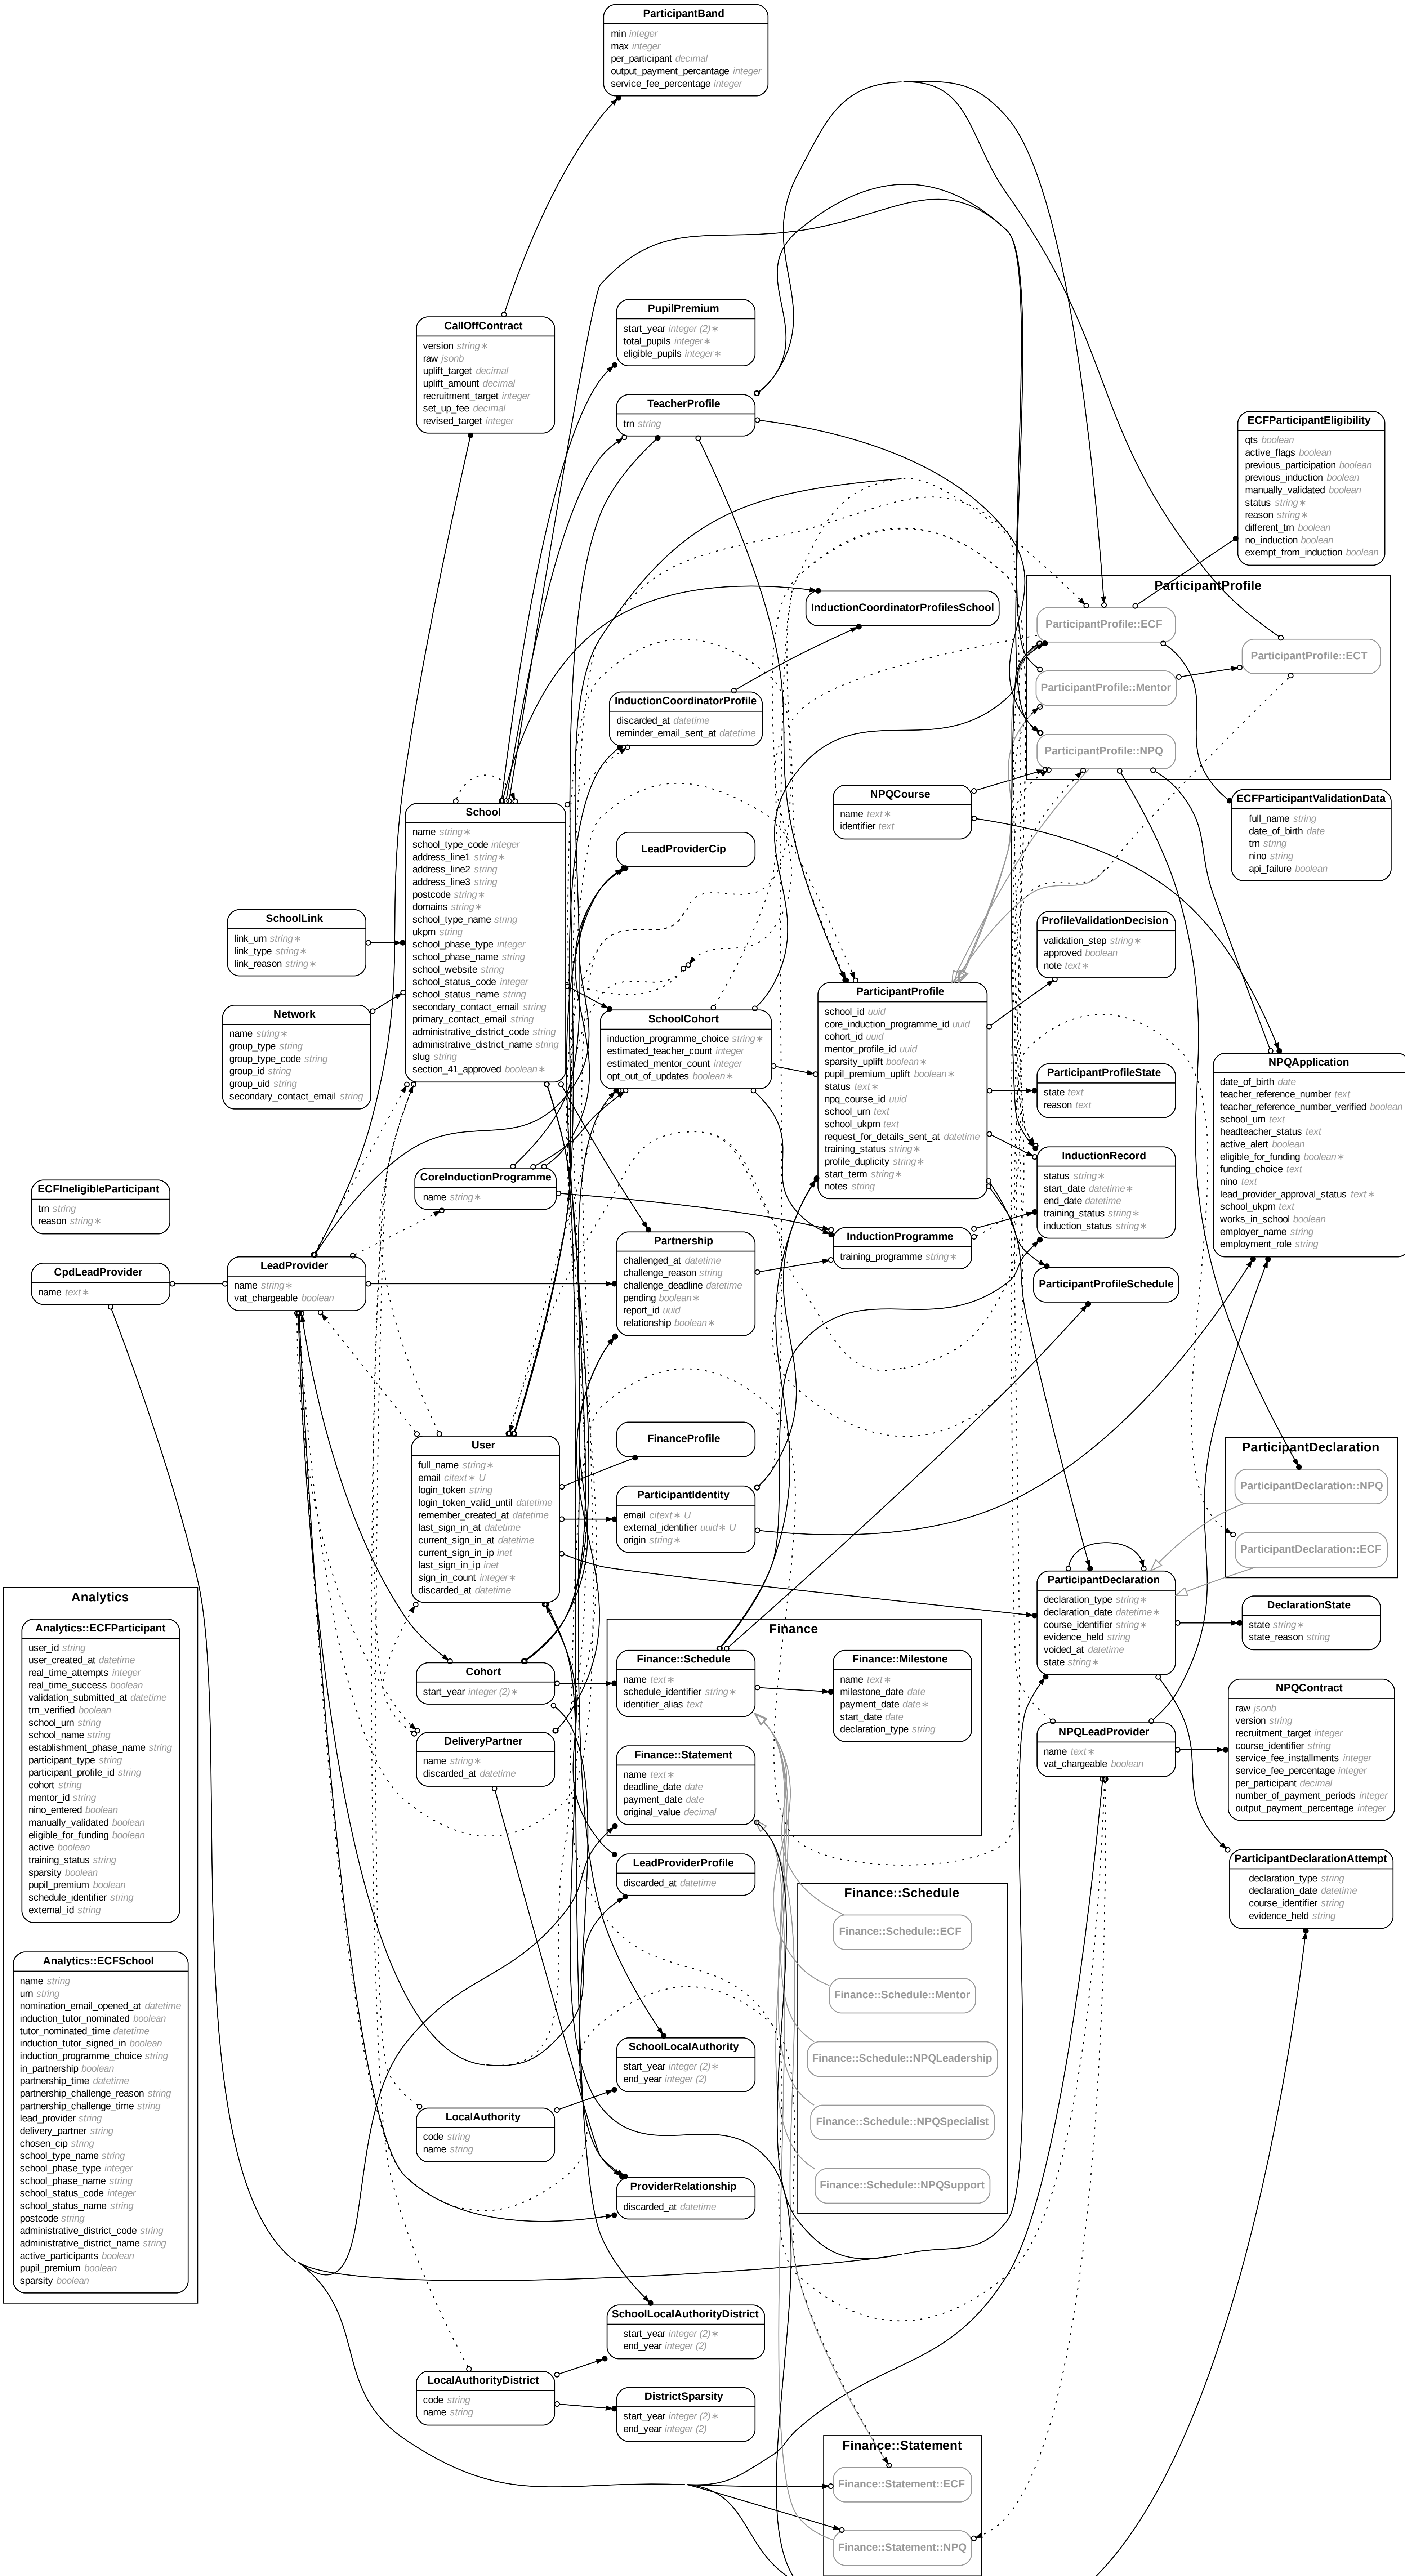 ParticipantBand
min integer
max integer
per_participant decimal
output_payment_percantage integer
service_fee_percentage integer
CallOffContract
version string∗
raw jsonb
uplift_target decimal
uplift_amount decimal
recruitment_target integer
set_up_fee decimal
revised_target integer
PupilPremium
start_year integer (2)∗
total_pupils integer∗
eligible_pupils integer∗
TeacherProfile
trn string
ECFParticipantEligibility
qts boolean
active_flags boolean
previous_participation boolean
previous_induction boolean
manually_validated boolean
status string∗
reason string∗
different_trn boolean
no_induction boolean
exempt_from_induction boolean
ParticipantProfile
ParticipantProfile::ECF
ParticipantProfile::ECT
ParticipantProfile::Mentor
ParticipantProfile::NPQ
InductionCoordinatorProfilesSchool
InductionCoordinatorProfile
discarded_at datetime
reminder_email_sent_at datetime
NPQCourse
name text∗
identifier text
ECFParticipantValidationData
full_name string
date_of_birth date
trn string
nino string
api_failure boolean
School
name string∗
school_type_code integer
address_line1 string∗
address_line2 string
address_line3 string
postcode string∗
domains string∗
school_type_name string
ukprn string
school_phase_type integer
school_phase_name string
school_website string
school_status_code integer
school_status_name string
secondary_contact_email string
primary_contact_email string
administrative_district_code string
administrative_district_name string
slug string
section_41_approved boolean∗
LeadProviderCip
SchoolLink
link_urn string∗
link_type string∗
link_reason string∗
Network
name string∗
group_type string
group_type_code string
group_id string
group_uid string
secondary_contact_email string
SchoolCohort
induction_programme_choice string∗
estimated_teacher_count integer
estimated_mentor_count integer
opt_out_of_updates boolean∗
ParticipantProfile
school_id uuid
core_induction_programme_id uuid
cohort_id uuid
mentor_profile_id uuid
sparsity_uplift boolean∗
pupil_premium_uplift boolean∗
status text∗
npq_course_id uuid
school_urn text
school_ukprn text
request_for_details_sent_at datetime
training_status string∗
profile_duplicity string∗
start_term string∗
notes string
ProfileValidationDecision
validation_step string∗
approved boolean
note text∗
ParticipantProfileState
state text
reason text
InductionRecord
status string∗
start_date datetime∗
end_date datetime
training_status string∗
induction_status string∗
NPQApplication
date_of_birth date
teacher_reference_number text
teacher_reference_number_verified boolean
school_urn text
headteacher_status text
active_alert boolean
eligible_for_funding boolean∗
funding_choice text
nino text
lead_provider_approval_status text∗
school_ukprn text
works_in_school boolean
employer_name string
employment_role string
ECFIneligibleParticipant
trn string
reason string∗
CoreInductionProgramme
name string∗
InductionProgramme
training_programme string∗
ParticipantProfileSchedule
CpdLeadProvider
name text∗
LeadProvider
name string∗
vat_chargeable boolean
Partnership
challenged_at datetime
challenge_reason string
challenge_deadline datetime
pending boolean∗
report_id uuid
relationship boolean∗
User
full_name string∗
email citext∗ U
login_token string
login_token_valid_until datetime
remember_created_at datetime
last_sign_in_at datetime
current_sign_in_at datetime
current_sign_in_ip inet
last_sign_in_ip inet
sign_in_count integer∗
discarded_at datetime
FinanceProfile
ParticipantIdentity
email citext∗ U
external_identifier uuid∗ U
origin string∗
ParticipantDeclaration
ParticipantDeclaration::NPQ
ParticipantDeclaration::ECF
ParticipantDeclaration
declaration_type string∗
declaration_date datetime∗
course_identifier string∗
evidence_held string
voided_at datetime
state string∗
DeclarationState
state string∗
state_reason string
Analytics
Analytics::ECFParticipant
user_id string
user_created_at datetime
real_time_attempts integer
real_time_success boolean
validation_submitted_at datetime
trn_verified boolean
school_urn string
school_name string
establishment_phase_name string
participant_type string
participant_profile_id string
cohort string
mentor_id string
nino_entered boolean
manually_validated boolean
eligible_for_funding boolean
active boolean
training_status string
sparsity boolean
pupil_premium boolean
schedule_identifier string
external_id string
Analytics::ECFSchool
name string
urn string
nomination_email_opened_at datetime
induction_tutor_nominated boolean
tutor_nominated_time datetime
induction_tutor_signed_in boolean
induction_programme_choice string
in_partnership boolean
partnership_time datetime
partnership_challenge_reason string
partnership_challenge_time string
lead_provider string
delivery_partner string
chosen_cip string
school_type_name string
school_phase_type integer
school_phase_name string
school_status_code integer
school_status_name string
postcode string
administrative_district_code string
administrative_district_name string
active_participants boolean
pupil_premium boolean
sparsity boolean
Cohort
start_year integer (2)∗
DeliveryPartner
name string∗
discarded_at datetime
Finance
Finance::Schedule
name text∗
schedule_identifier string∗
identifier_alias text
Finance::Milestone
name text∗
milestone_date date
payment_date date∗
start_date date
declaration_type string
Finance::Statement
name text∗
deadline_date date
payment_date date
original_value decimal
NPQLeadProvider
name text∗
vat_chargeable boolean
NPQContract
raw jsonb
version string
recruitment_target integer
course_identifier string
service_fee_installments integer
service_fee_percentage integer
per_participant decimal
number_of_payment_periods integer
output_payment_percentage integer
ParticipantDeclarationAttempt
declaration_type string
declaration_date datetime
course_identifier string
evidence_held string
LeadProviderProfile
discarded_at datetime
Finance::Schedule
Finance::Schedule::ECF
Finance::Schedule::Mentor
Finance::Schedule::NPQLeadership
Finance::Schedule::NPQSpecialist
Finance::Schedule::NPQSupport
SchoolLocalAuthority
start_year integer (2)∗
end_year integer (2)
LocalAuthority
code string
name string
ProviderRelationship
discarded_at datetime
SchoolLocalAuthorityDistrict
start_year integer (2)∗
end_year integer (2)
LocalAuthorityDistrict
code string
name string
DistrictSparsity
start_year integer (2)∗
end_year integer (2)
Finance::Statement
Finance::Statement::ECF
Finance::Statement::NPQ